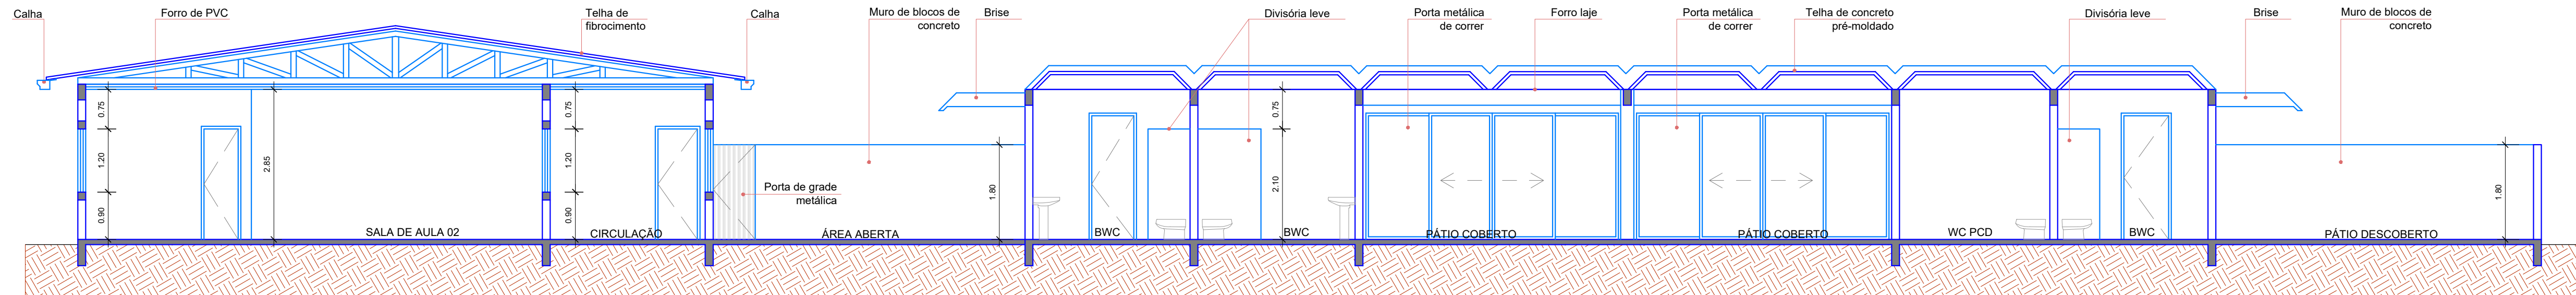 Calha
Forro de PVC
Telha de
fibrocimento
Calha
Muro de blocos de
concreto
Brise
Divisória leve
Porta metálica
de correr
Forro laje
Porta metálica
de correr
Telha de concreto
pré-moldado
Divisória leve
Brise
Muro de blocos de
concreto
0.75
1.20
0.90
2.85
0.75
1.20
0.90
Porta de grade
metálica
1.80
0.75
2.10
1.80
SALA DE AULA 02
CIRCULAÇÃO
ÁREA ABERTA
BWC
BWC
PÁTIO COBERTO
PÁTIO COBERTO
WC PCD
BWC
PÁTIO DESCOBERTO